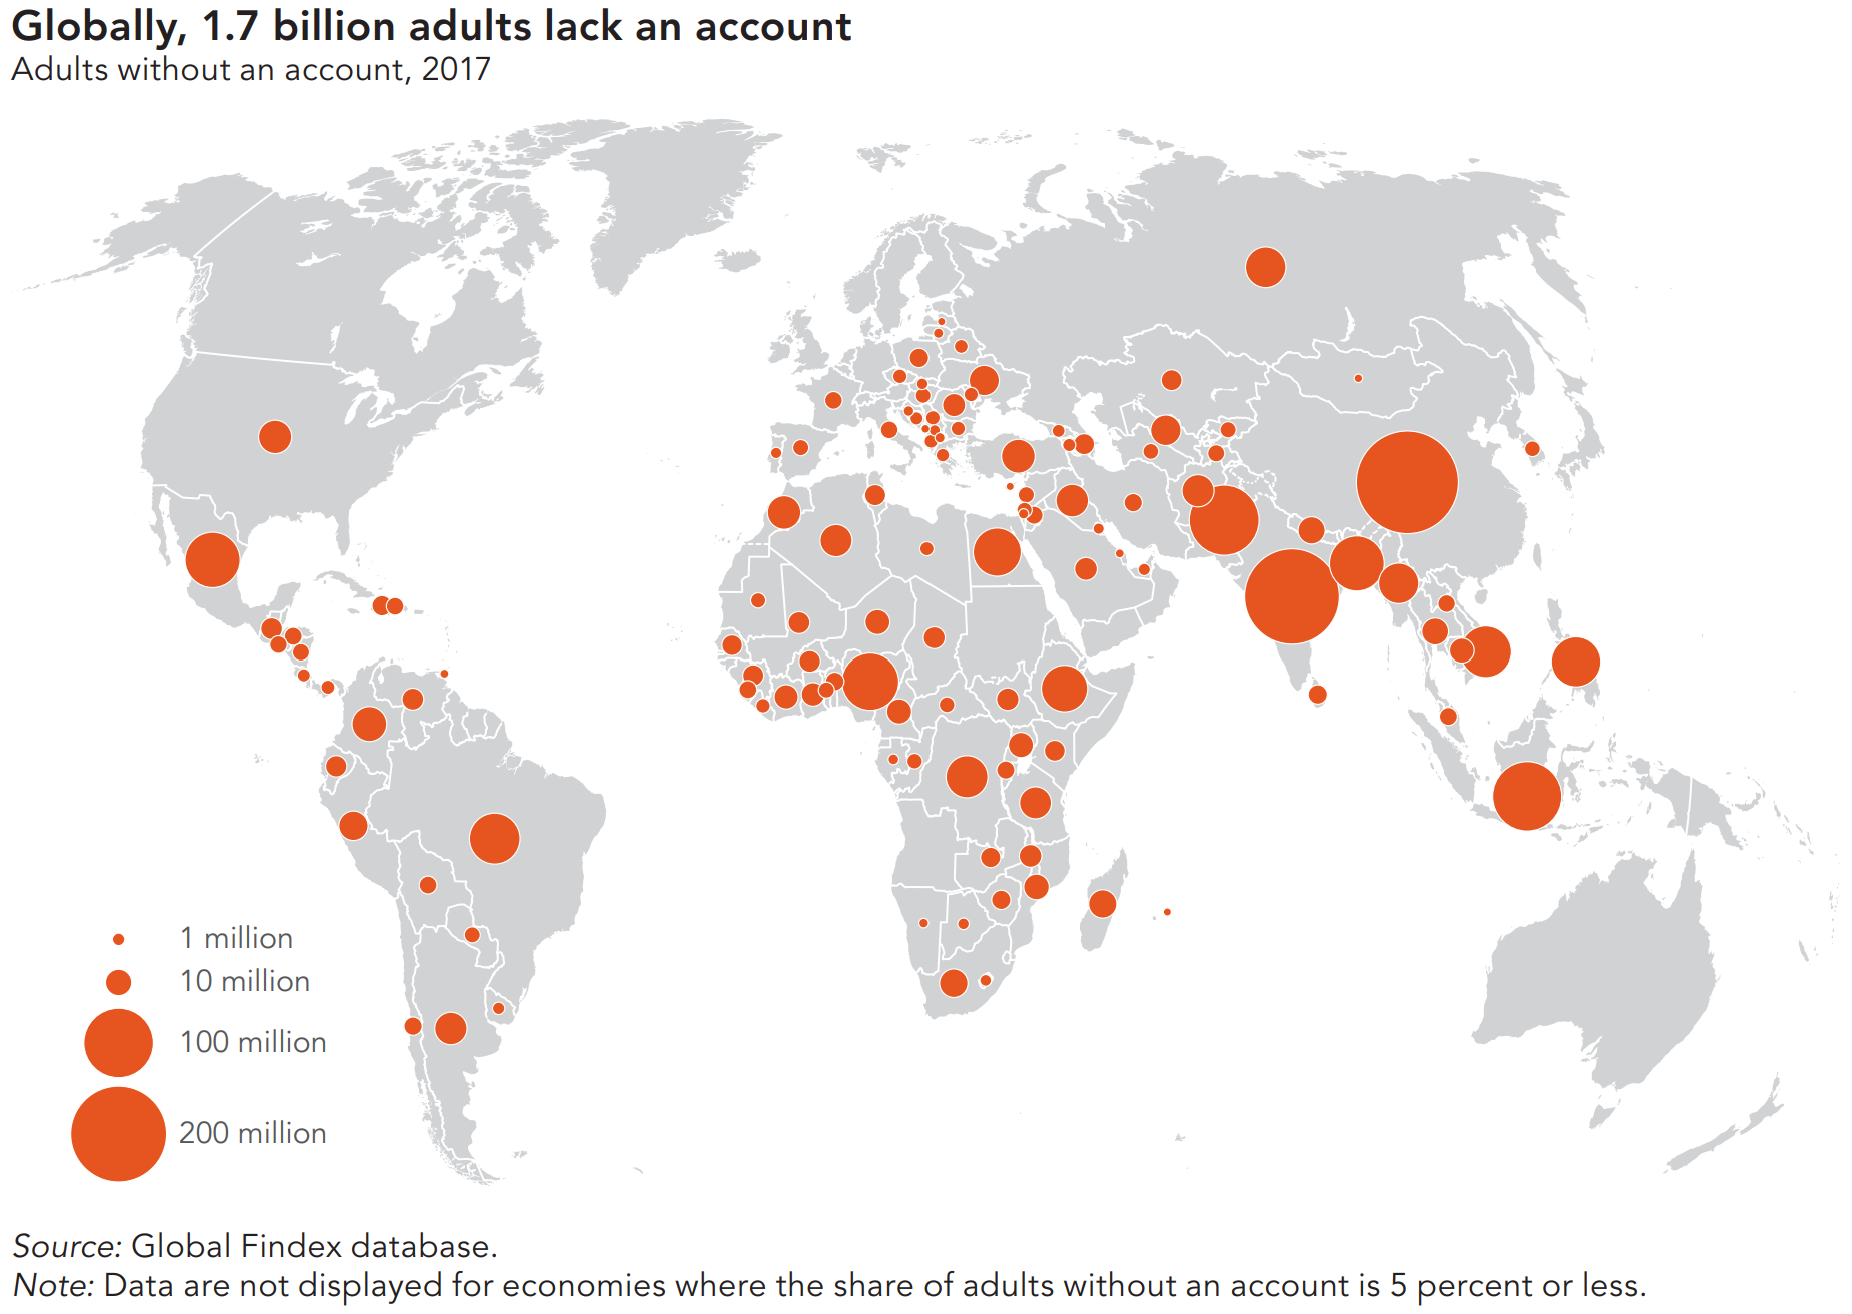 Globally, 1.7 billion adults lack an account
Adults without an account, 2017
1 million
10 million
100 million
200 million
Source: Global Findex database.
Note: Data are not displayed for economies where the share of adults without an account is 5 percent or less.